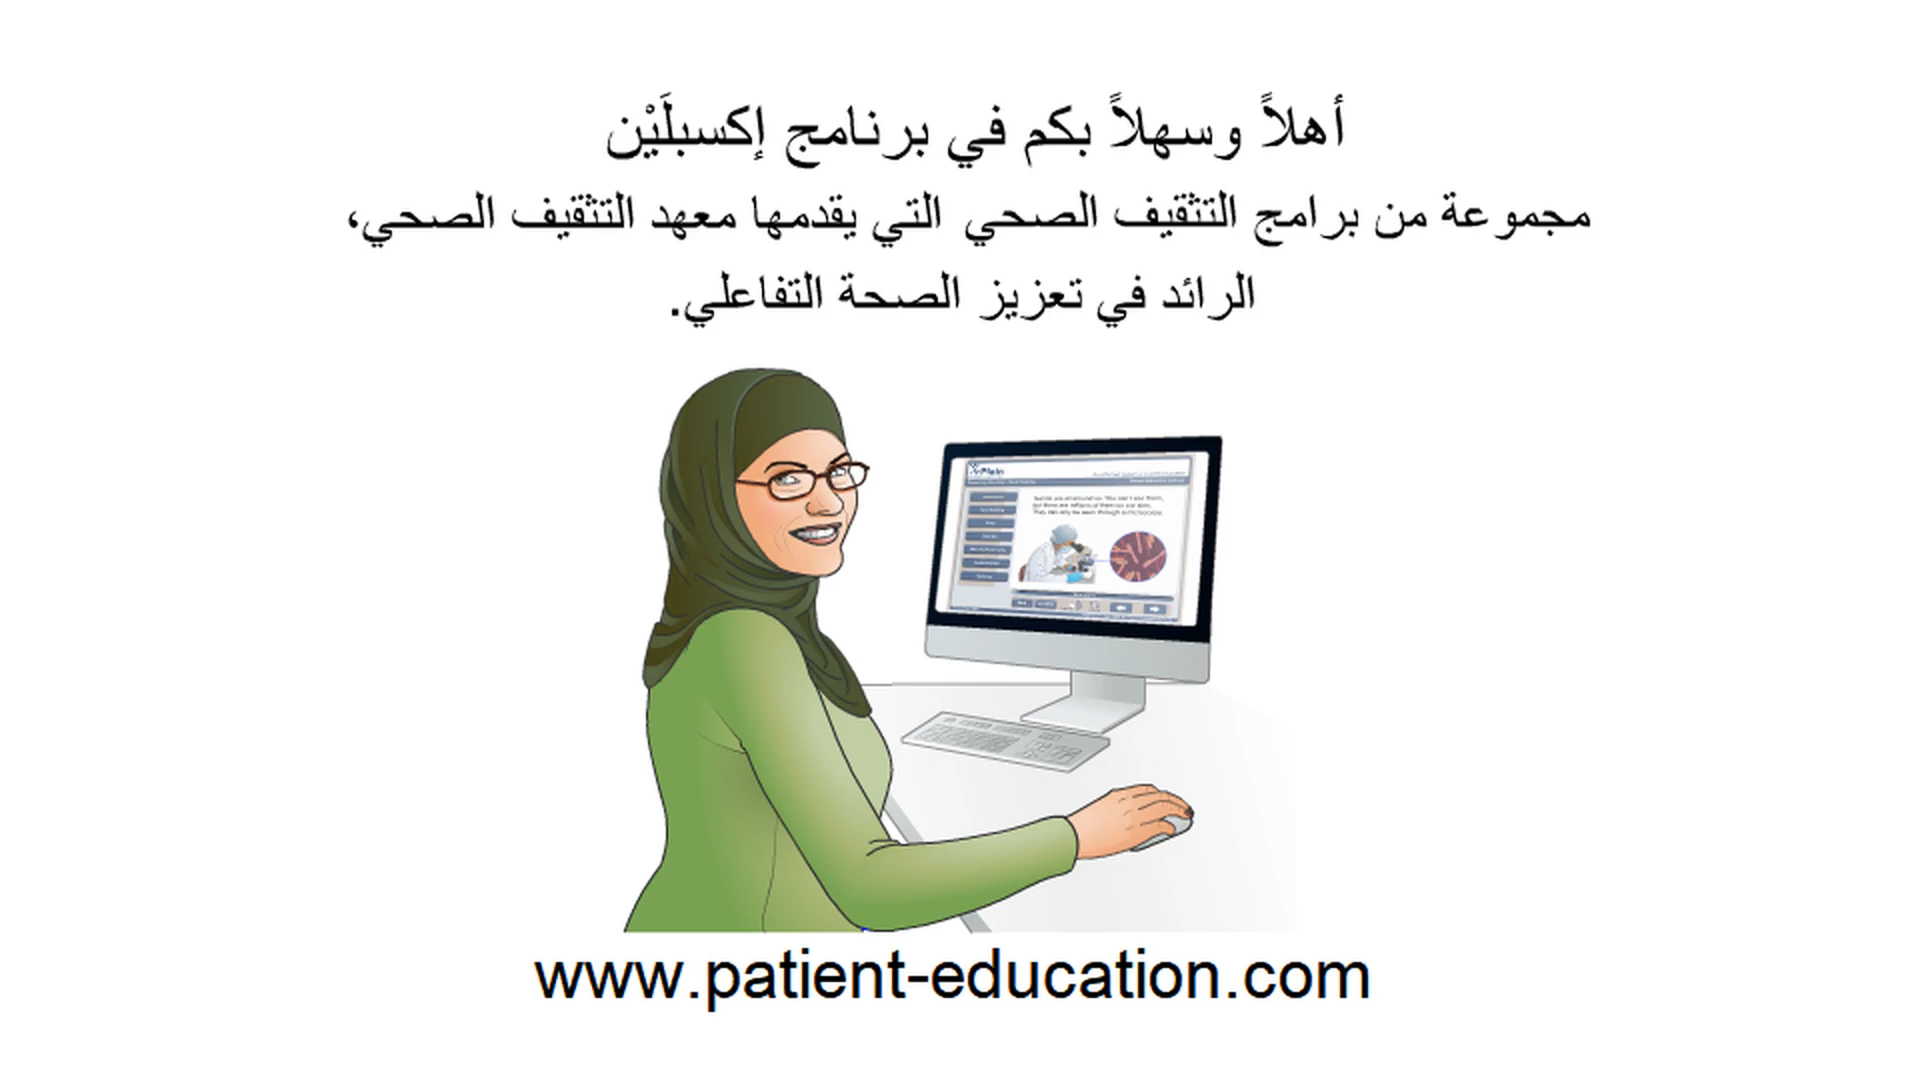 أهلاً وسهلاً بكم في برنامج إكسبلَيْن
مجموعة من برامج التثقيف الصحي التي يقدمها معهد التثقيف الصحي،
الرائد في تعزيز الصحة التفاعلي.
X-Plain
www.patient-education.com